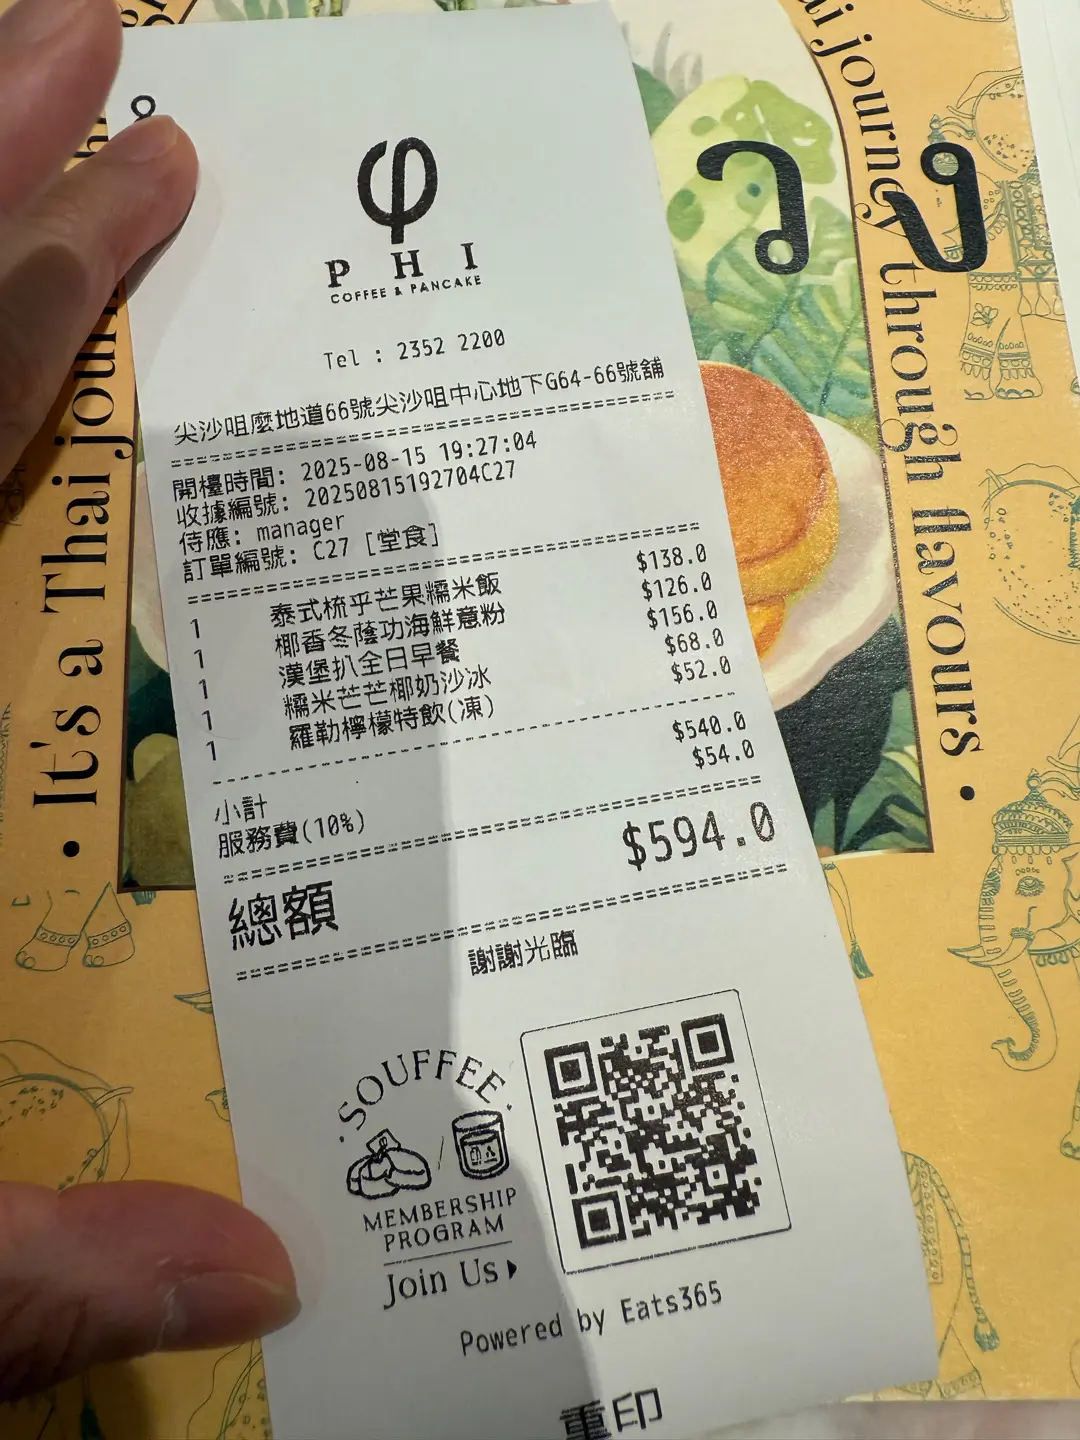 φ
PHI
COFFEE & PANCAKE
Tel : 2352 2200
尖沙咀麼地道66號尖沙咀中心地下G64-66號舖
開檯時間: 2025-08-15 19:27:04
收據編號: 20250815192704C27
侍應: manager
訂單編號: C27 [堂食]
1 泰式梳乎芒果糯米飯 $138.0
1 椰香冬蔭功海鮮意粉 $126.0
1 漢堡扒全日早餐 $156.0
1 糯米芒芒椰奶沙冰 $68.0
1 羅勒檸檬特飲(凍) $52.0
小計 $540.0
服務費(10%) $54.0
總額 $594.0
謝謝光臨
SOUFFEE
MEMBERSHIP
PROGRAM
Join Us
Powered by Eats365
重印
• It's a Thai jour
ai journey through flavours •
วง